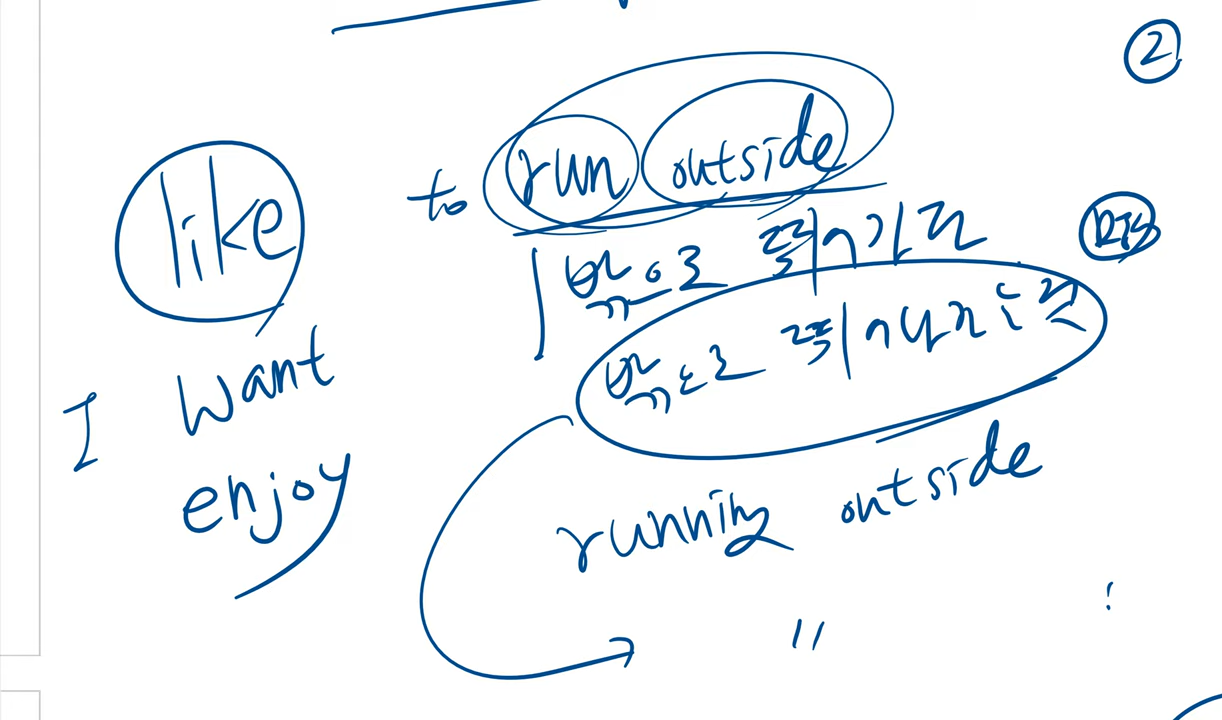 ②
like
to run outside
밖으로 뛰어가다
I want
밖으로 뛰어나가는 것
enjoy
running outside
〃